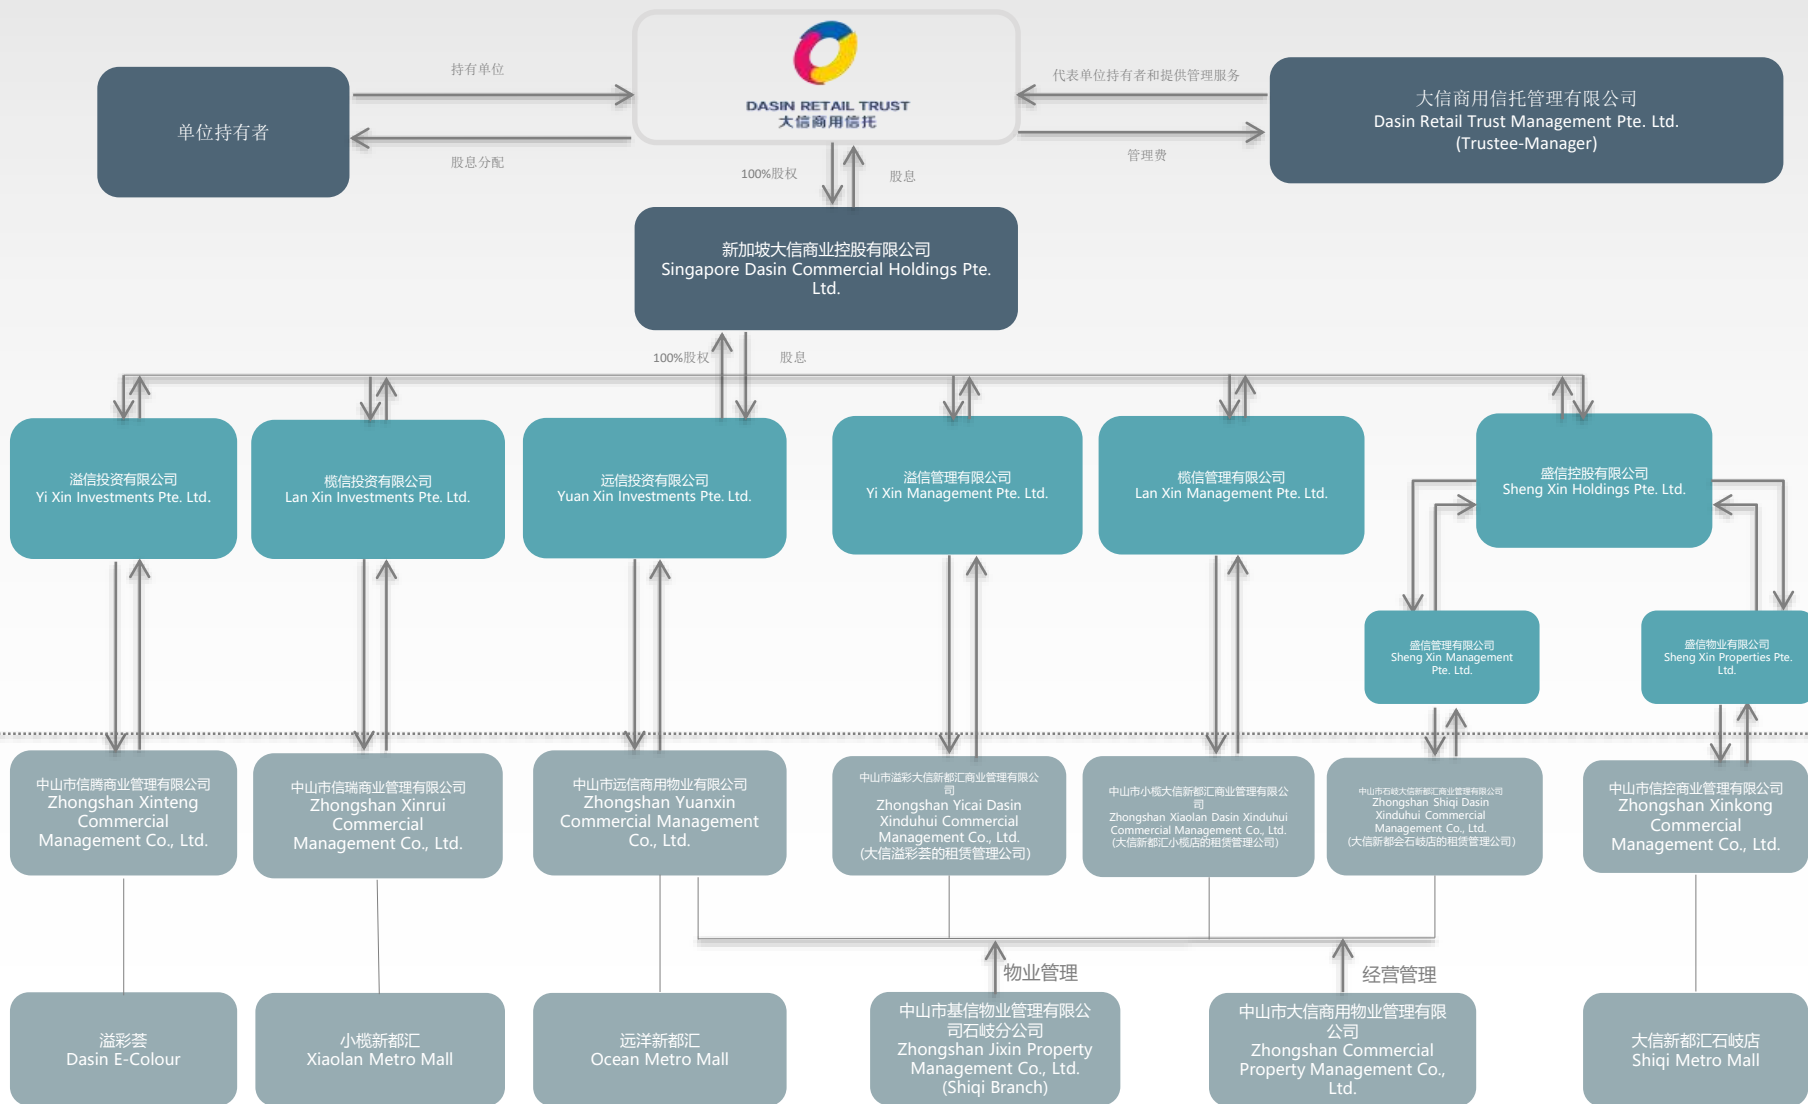 持有单位
代表单位持有者和提供管理服务
DASIN RETAIL TRUST
大信商用信托
单位持有者
大信商用信托管理有限公司
Dasin Retail Trust Management Pte. Ltd.
(Trustee-Manager)
股息分配
管理费
100%股权
股息
新加坡大信商业控股有限公司
Singapore Dasin Commercial Holdings Pte.
Ltd.
100%股权
股息
溢信投资有限公司
Yi Xin Investments Pte. Ltd.
榄信投资有限公司
Lan Xin Investments Pte. Ltd.
远信投资有限公司
Yuan Xin Investments Pte. Ltd.
溢信管理有限公司
Yi Xin Management Pte. Ltd.
榄信管理有限公司
Lan Xin Management Pte. Ltd.
盛信控股有限公司
Sheng Xin Holdings Pte. Ltd.
盛信管理有限公司
Sheng Xin Management
Pte. Ltd.
盛信物业有限公司
Sheng Xin Properties Pte.
Ltd.
中山市信腾商业管理有限公司
Zhongshan Xinteng
Commercial
Management Co., Ltd.
中山市信瑞商业管理有限公司
Zhongshan Xinrui
Commercial
Management Co., Ltd.
中山市远信商用物业有限公司
Zhongshan Yuanxin
Commercial Management
Co., Ltd.
中山市溢彩大信新都汇商业管理有限公
司
Zhongshan Yicai Dasin
Xinduhui Commercial
Management Co., Ltd.
(大信溢彩荟的租赁管理公司)
中山市小榄大信新都汇商业管理有限公
司
Zhongshan Xiaolan Dasin Xinduhui
Commercial Management Co., Ltd.
(大信新都汇小榄店的租赁管理公司)
中山市石岐大信新都汇商业管理有限公司
Zhongshan Shiqi Dasin
Xinduhui Commercial
Management Co., Ltd.
(大信新都会石岐店的租赁管理公司)
中山市信控商业管理有限公司
Zhongshan Xinkong
Commercial
Management Co., Ltd.
物业管理
经营管理
溢彩荟
Dasin E-Colour
小榄新都汇
Xiaolan Metro Mall
远洋新都汇
Ocean Metro Mall
中山市基信物业管理有限公
司石岐分公司
Zhongshan Jixin Property
Management Co., Ltd.
(Shiqi Branch)
中山市大信商用物业管理有限
公司
Zhongshan Commercial
Property Management Co.,
Ltd.
大信新都汇石岐店
Shiqi Metro Mall